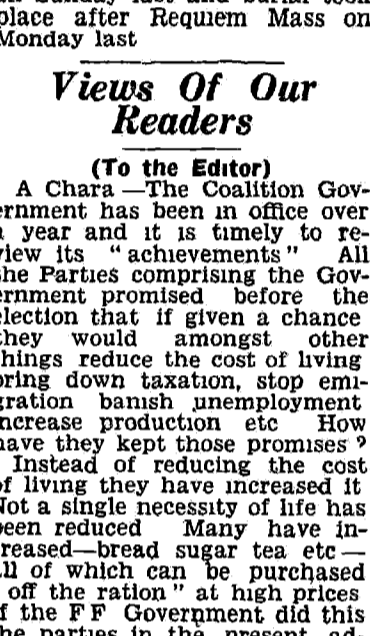 place after Requiem Mass on
Monday last
Views Of Our
Readers
(To the Editor)
A Chara —The Coalition Gov-
ernment has been in office over
a year and it is timely to re-
view its "achievements" All
the Parties comprising the Gov-
ernment promised before the
election that if given a chance
they would amongst other
things reduce the cost of living
bring down taxation, stop emi-
gration banish unemployment
increase production etc How
have they kept those promises ?
Instead of reducing the cost
of living they have increased it
Not a single necessity of life has
been reduced Many have in-
creased—bread sugar tea etc —
all of which can be purchased
"off the ration" at high prices
If the F F Government did this
the parties in the present